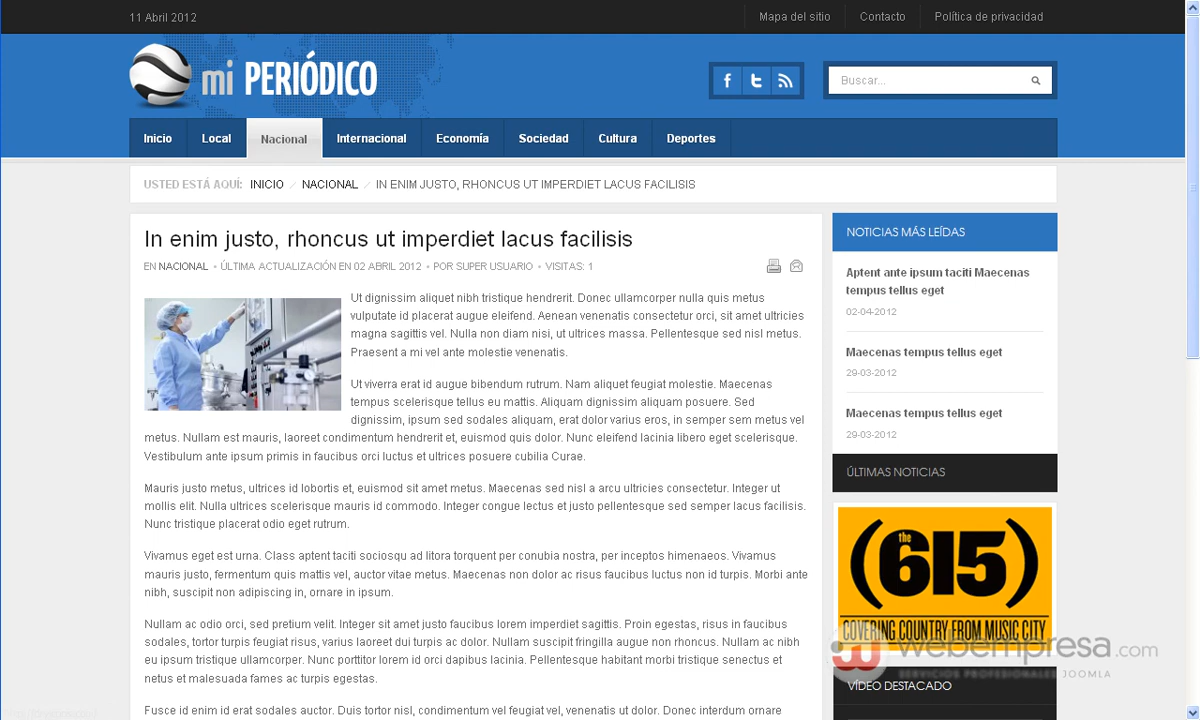 11 Abril 2012
Mapa del sitio
Contacto
Política de privacidad
mi PERIÓDICO
f t
Buscar...
Inicio
Local
Nacional
Internacional
Economía
Sociedad
Cultura
Deportes
USTED ESTÁ AQUÍ: INICIO / NACIONAL / IN ENIM JUSTO, RHONCUS UT IMPERDIET LACUS FACILISIS
In enim justo, rhoncus ut imperdiet lacus facilisis
EN NACIONAL • ÚLTIMA ACTUALIZACIÓN EN 02 ABRIL 2012 • POR SUPER USUARIO • VISITAS: 1
Ut dignissim aliquet nibh tristique hendrerit. Donec ullamcorper nulla quis metus
vulputate id placerat augue eleifend. Aenean venenatis consectetur orci, sit amet ultricies
magna sagittis vel. Nulla non diam nisi, ut ultrices massa. Pellentesque sed nisl metus.
Praesent a mi vel ante molestie venenatis.
Ut viverra erat id augue bibendum rutrum. Nam aliquet feugiat molestie. Maecenas
tempus scelerisque tellus eu mattis. Aliquam dignissim aliquam posuere. Sed
dignissim, ipsum sed sodales aliquam, erat dolor varius eros, in semper sem metus vel
metus. Nullam est mauris, laoreet condimentum hendrerit et, euismod quis dolor. Nunc eleifend lacinia libero eget scelerisque.
Vestibulum ante ipsum primis in faucibus orci luctus et ultrices posuere cubilia Curae.
Mauris justo metus, ultrices id lobortis et, euismod sit amet metus. Maecenas sed nisl a arcu ultricies consectetur. Integer ut
mollis elit. Nulla ultrices scelerisque mauris id commodo. Integer congue lectus et justo pellentesque sed semper lacus facilisis.
Nunc tristique placerat odio eget rutrum.
Vivamus eget est urna. Class aptent taciti sociosqu ad litora torquent per conubia nostra, per inceptos himenaeos. Vivamus
mauris justo, fermentum quis mattis vel, auctor vitae metus. Maecenas non dolor ac risus faucibus luctus non id turpis. Morbi ante
nibh, suscipit non adipiscing in, ornare in ipsum.
Nullam ac odio orci, sed pretium velit. Integer sit amet justo faucibus lorem imperdiet sagittis. Proin egestas, risus in faucibus
sodales, tortor turpis feugiat risus, varius laoreet dui turpis ac dolor. Nullam suscipit fringilla augue non rhoncus. Nullam ac nibh
eu ipsum tristique ullamcorper. Nunc porttitor lorem id orci dapibus lacinia. Pellentesque habitant morbi tristique senectus et
netus et malesuada fames ac turpis egestas.
Fusce id enim id erat sodales auctor. Duis tortor nisl, condimentum vel feugiat vel, venenatis ut dolor. Donec interdum ornare
NOTICIAS MÁS LEÍDAS
Aptent ante ipsum taciti Maecenas
tempus tellus eget
02-04-2012
Maecenas tempus tellus eget
29-03-2012
Maecenas tempus tellus eget
29-03-2012
ÚLTIMAS NOTICIAS
the
(615)
COVERING COUNTRY FROM MUSIC CITY
webempresa.com
SERVICIOS PROFESIONALES JOOMLA
VÍDEO DESTACADO